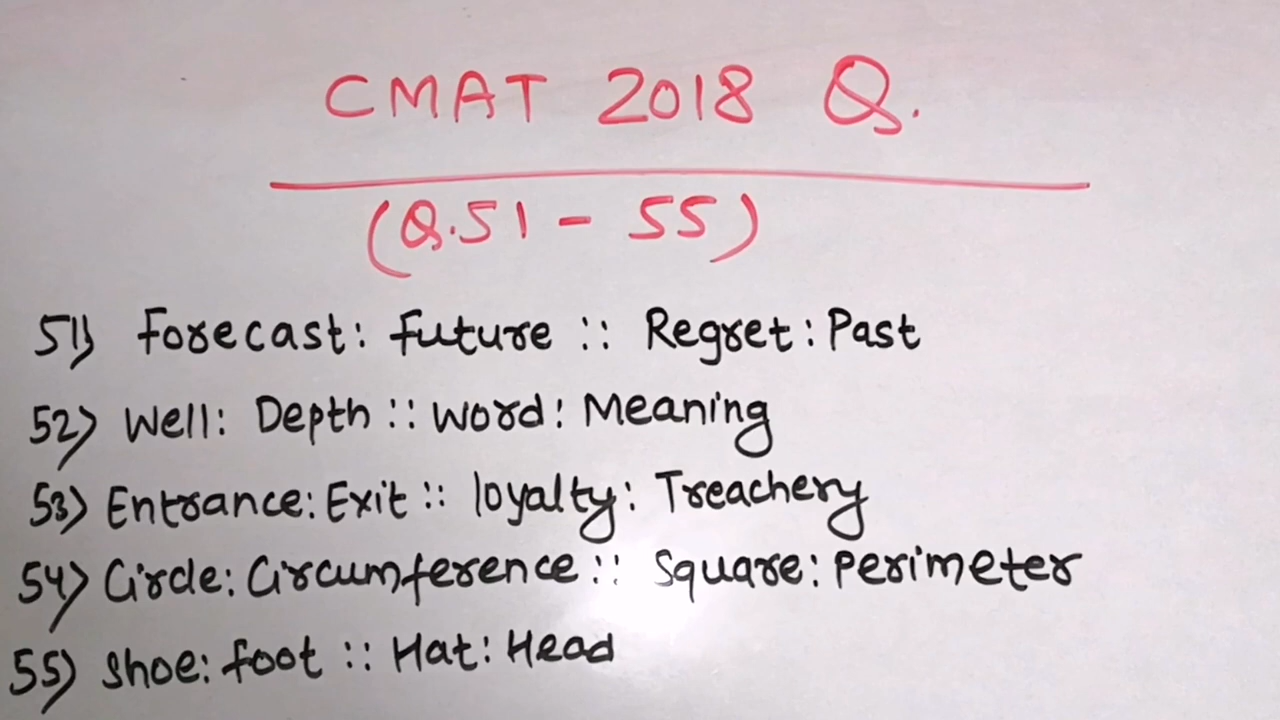 CMAT 2018 Q.
(Q.51 - 55)
51) Forecast: Future :: Regret: Past
52) Well: Depth :: Word: Meaning
53) Entrance: Exit :: loyalty: Treachery
54) Circle: Circumference :: Square: Perimeter
55) Shoe: foot :: Hat: Head